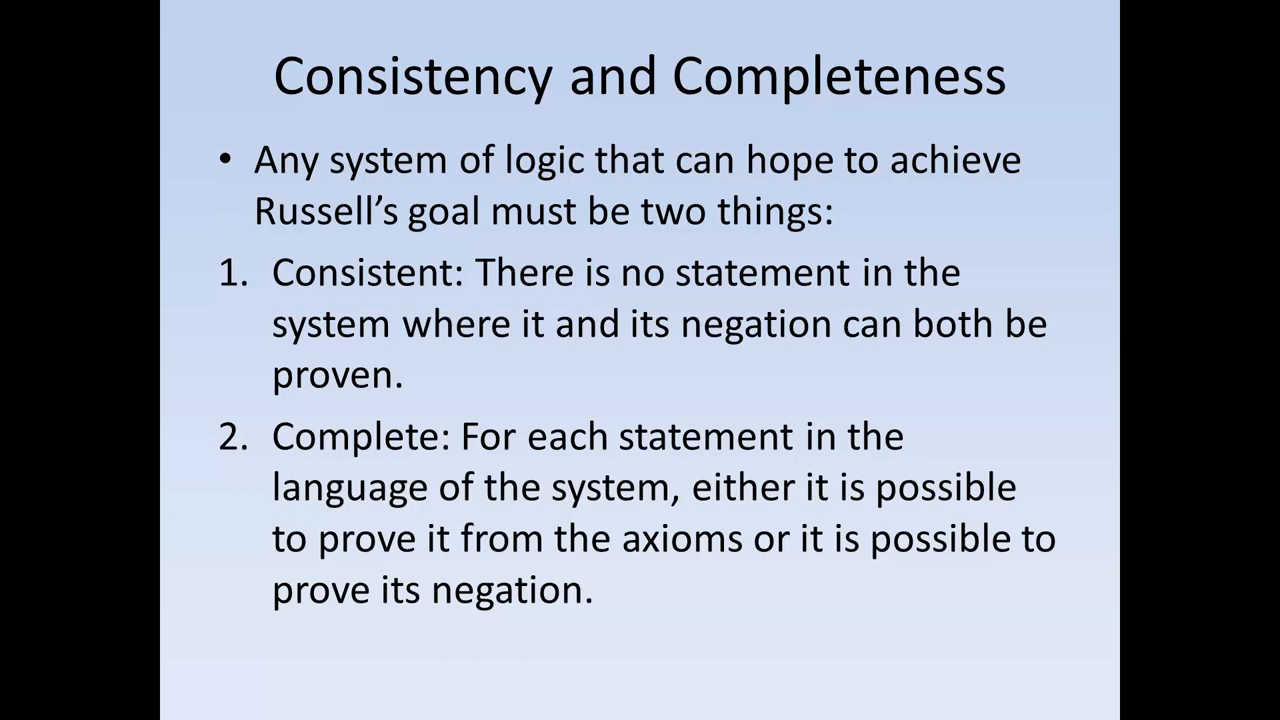 Consistency and Completeness
• Any system of logic that can hope to achieve
Russell’s goal must be two things:
1. Consistent: There is no statement in the
system where it and its negation can both be
proven.
2. Complete: For each statement in the
language of the system, either it is possible
to prove it from the axioms or it is possible to
prove its negation.